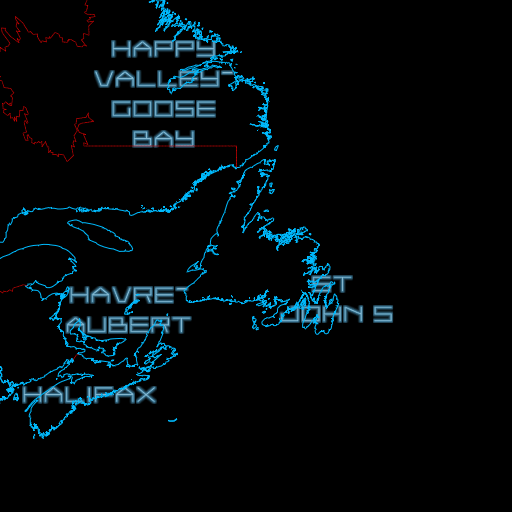 HAPPY
VALLEY-
GOOSE
BAY
HAVRE-
AUBERT
ST
JOHN S
HALIFAX